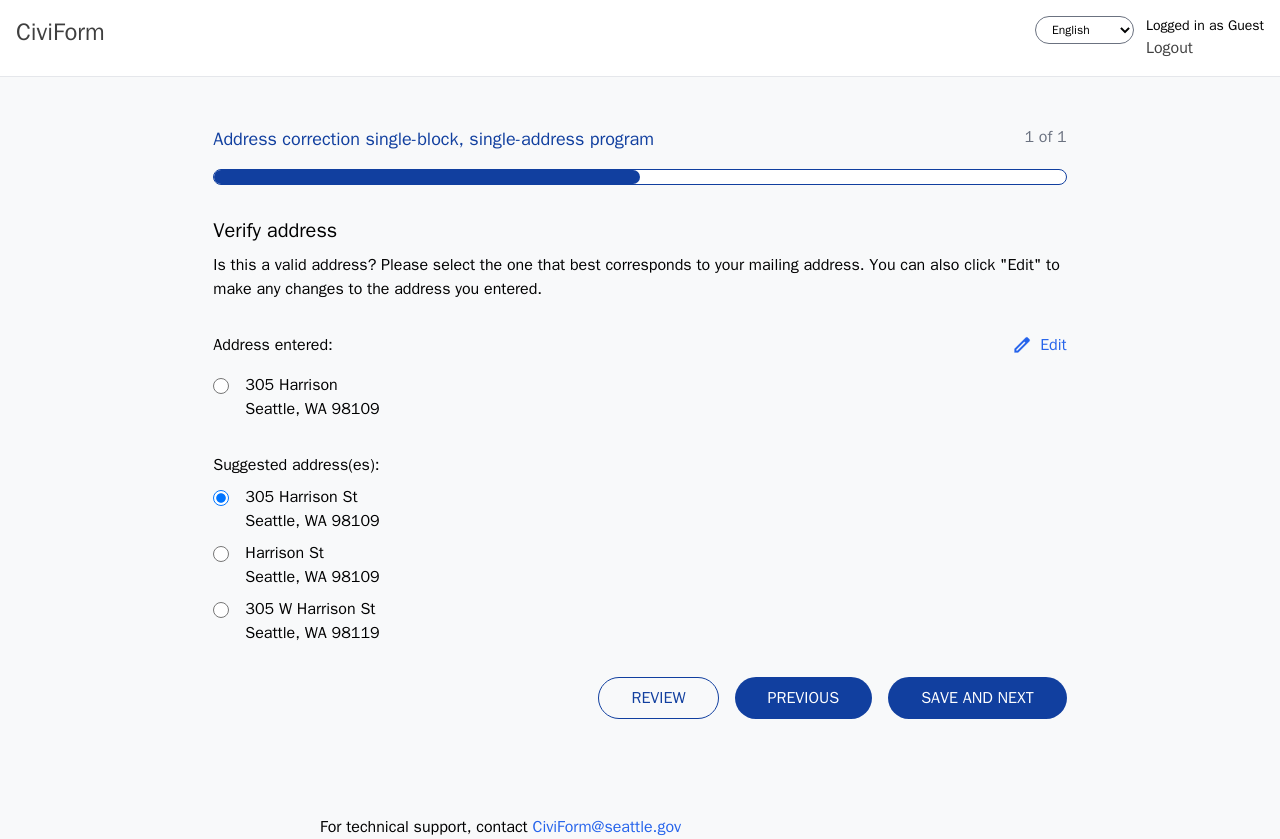 CiviForm
English
Logged in as Guest
Logout
Address correction single-block, single-address program
1 of 1
Verify address
Is this a valid address? Please select the one that best corresponds to your mailing address. You can also click "Edit" to
make any changes to the address you entered.
Address entered:
Edit
305 Harrison
Seattle, WA 98109
Suggested address(es):
305 Harrison St
Seattle, WA 98109
Harrison St
Seattle, WA 98109
305 W Harrison St
Seattle, WA 98119
REVIEW
PREVIOUS
SAVE AND NEXT
For technical support, contact CiviForm@seattle.gov